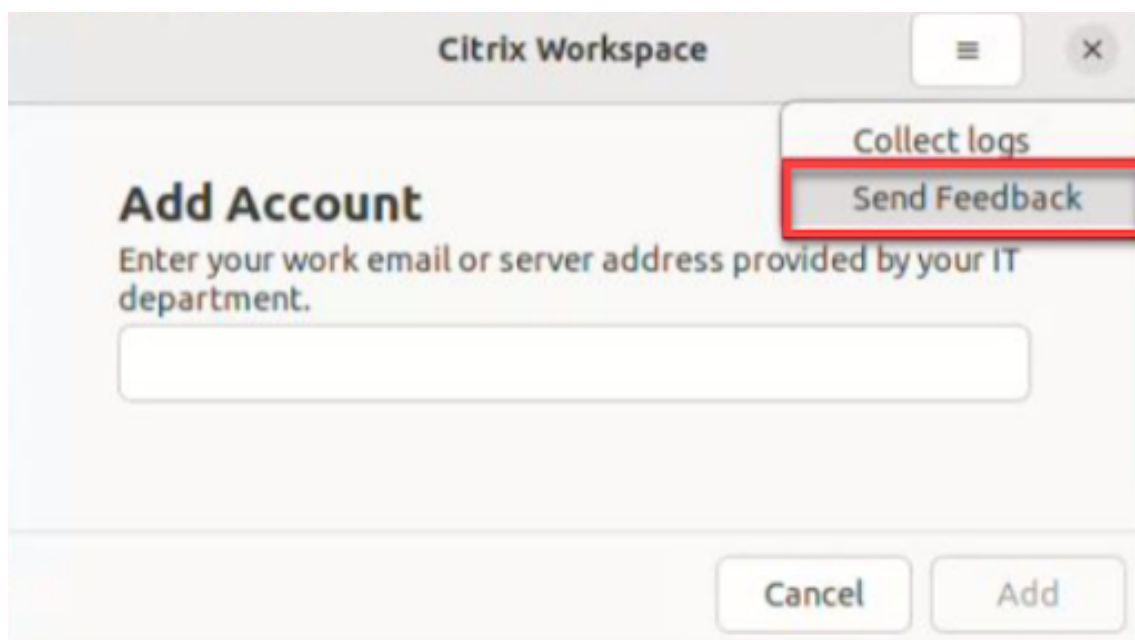 Citrix Workspace
Collect logs
Send Feedback
Add Account
Enter your work email or server address provided by your IT
department.
Cancel
Add